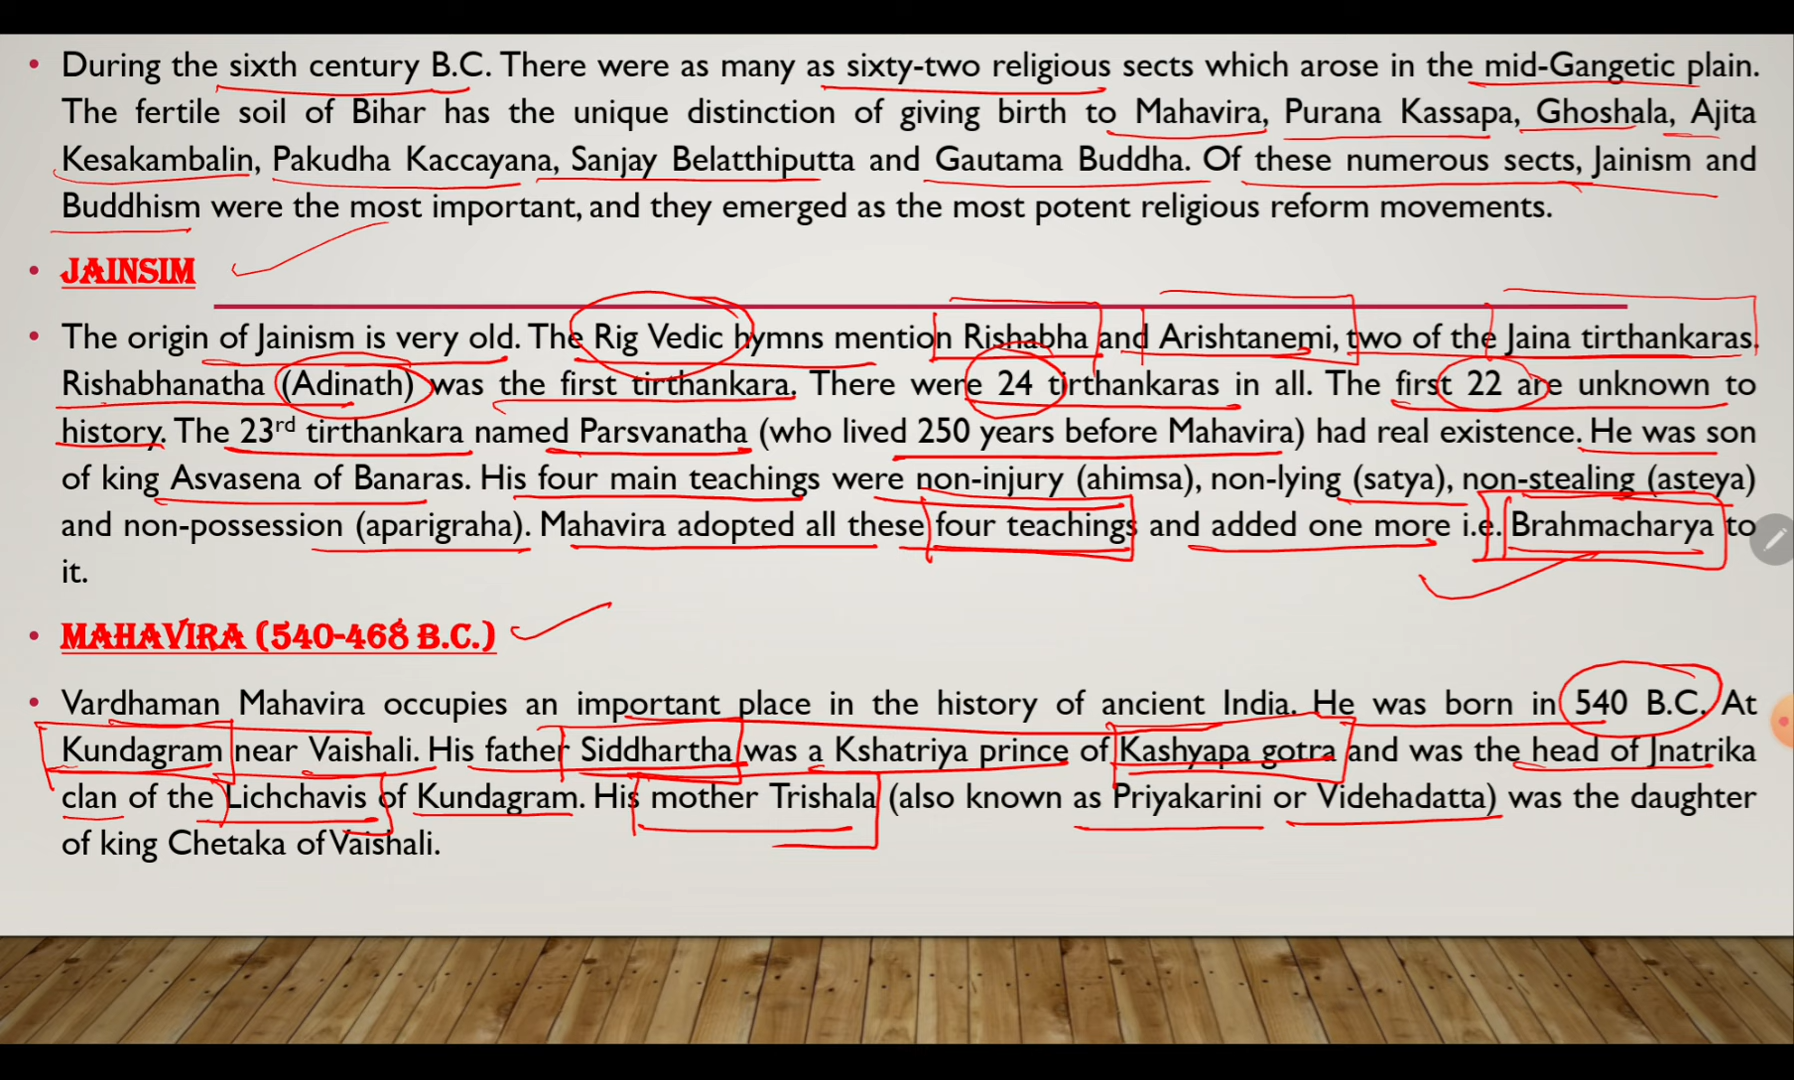 • During the sixth century B.C. There were as many as sixty-two religious sects which arose in the mid-Gangetic plain.
The fertile soil of Bihar has the unique distinction of giving birth to Mahavira, Purana Kassapa, Ghoshala, Ajita
Kesakambalin, Pakudha Kaccayana, Sanjay Belatthiputta and Gautama Buddha. Of these numerous sects, Jainism and
Buddhism were the most important, and they emerged as the most potent religious reform movements.
• JAINSIM
• The origin of Jainism is very old. The Rig Vedic hymns mention Rishabha and Arishtanemi, two of the Jaina tirthankaras.
Rishabhanatha (Adinath) was the first tirthankara. There were 24 tirthankaras in all. The first 22 are unknown to
history. The 23rd tirthankara named Parsvanatha (who lived 250 years before Mahavira) had real existence. He was son
of king Asvasena of Banaras. His four main teachings were non-injury (ahimsa), non-lying (satya), non-stealing (asteya)
and non-possession (aparigraha). Mahavira adopted all these four teachings and added one more i.e. Brahmacharya to
it.
• MAHAVIRA (540-468 B.C.)
• Vardhaman Mahavira occupies an important place in the history of ancient India. He was born in 540 B.C. At
Kundagram near Vaishali. His father Siddhartha was a Kshatriya prince of Kashyapa gotra and was the head of Jnatrika
clan of the Lichchavis of Kundagram. His mother Trishala (also known as Priyakarini or Videhadatta) was the daughter
of king Chetaka of Vaishali.